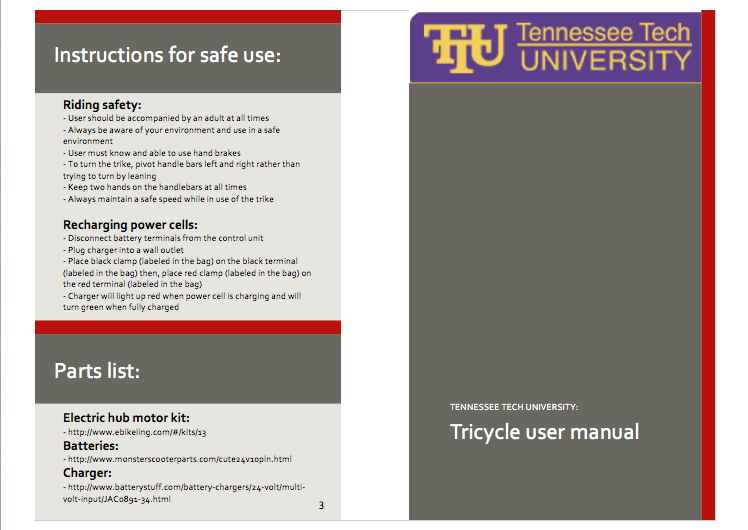 Instructions for safe use:
Riding safety:
- User should be accompanied by an adult at all times
- Always be aware of your environment and use in a safe
environment
- User must know and able to use hand brakes
- To turn the trike, pivot handle bars left and right rather than
trying to turn by leaning
- Keep two hands on the handlebars at all times
- Always maintain a safe speed while in use of the trike
Recharging power cells:
- Disconnect battery terminals from the control unit
- Plug charger into a wall outlet
- Place black clamp (labeled in the bag) on the black terminal
(labeled in the bag) then, place red clamp (labeled in the bag) on
the red terminal (labeled in the bag)
- Charger will light up red when power cell is charging and will
turn green when fully charged
Parts list:
Electric hub motor kit:
- http://www.ebikeling.com/#/kits/13
Batteries:
- http://www.monsterscooterparts.com/cute24v10pln.html
Charger:
- http://www.batterystuff.com/battery-chargers/24-volt/multi-
volt-input/JAC0891-34.html
3
TTU Tennessee Tech
UNIVERSITY
TENNESSEE TECH UNIVERSITY:
Tricycle user manual